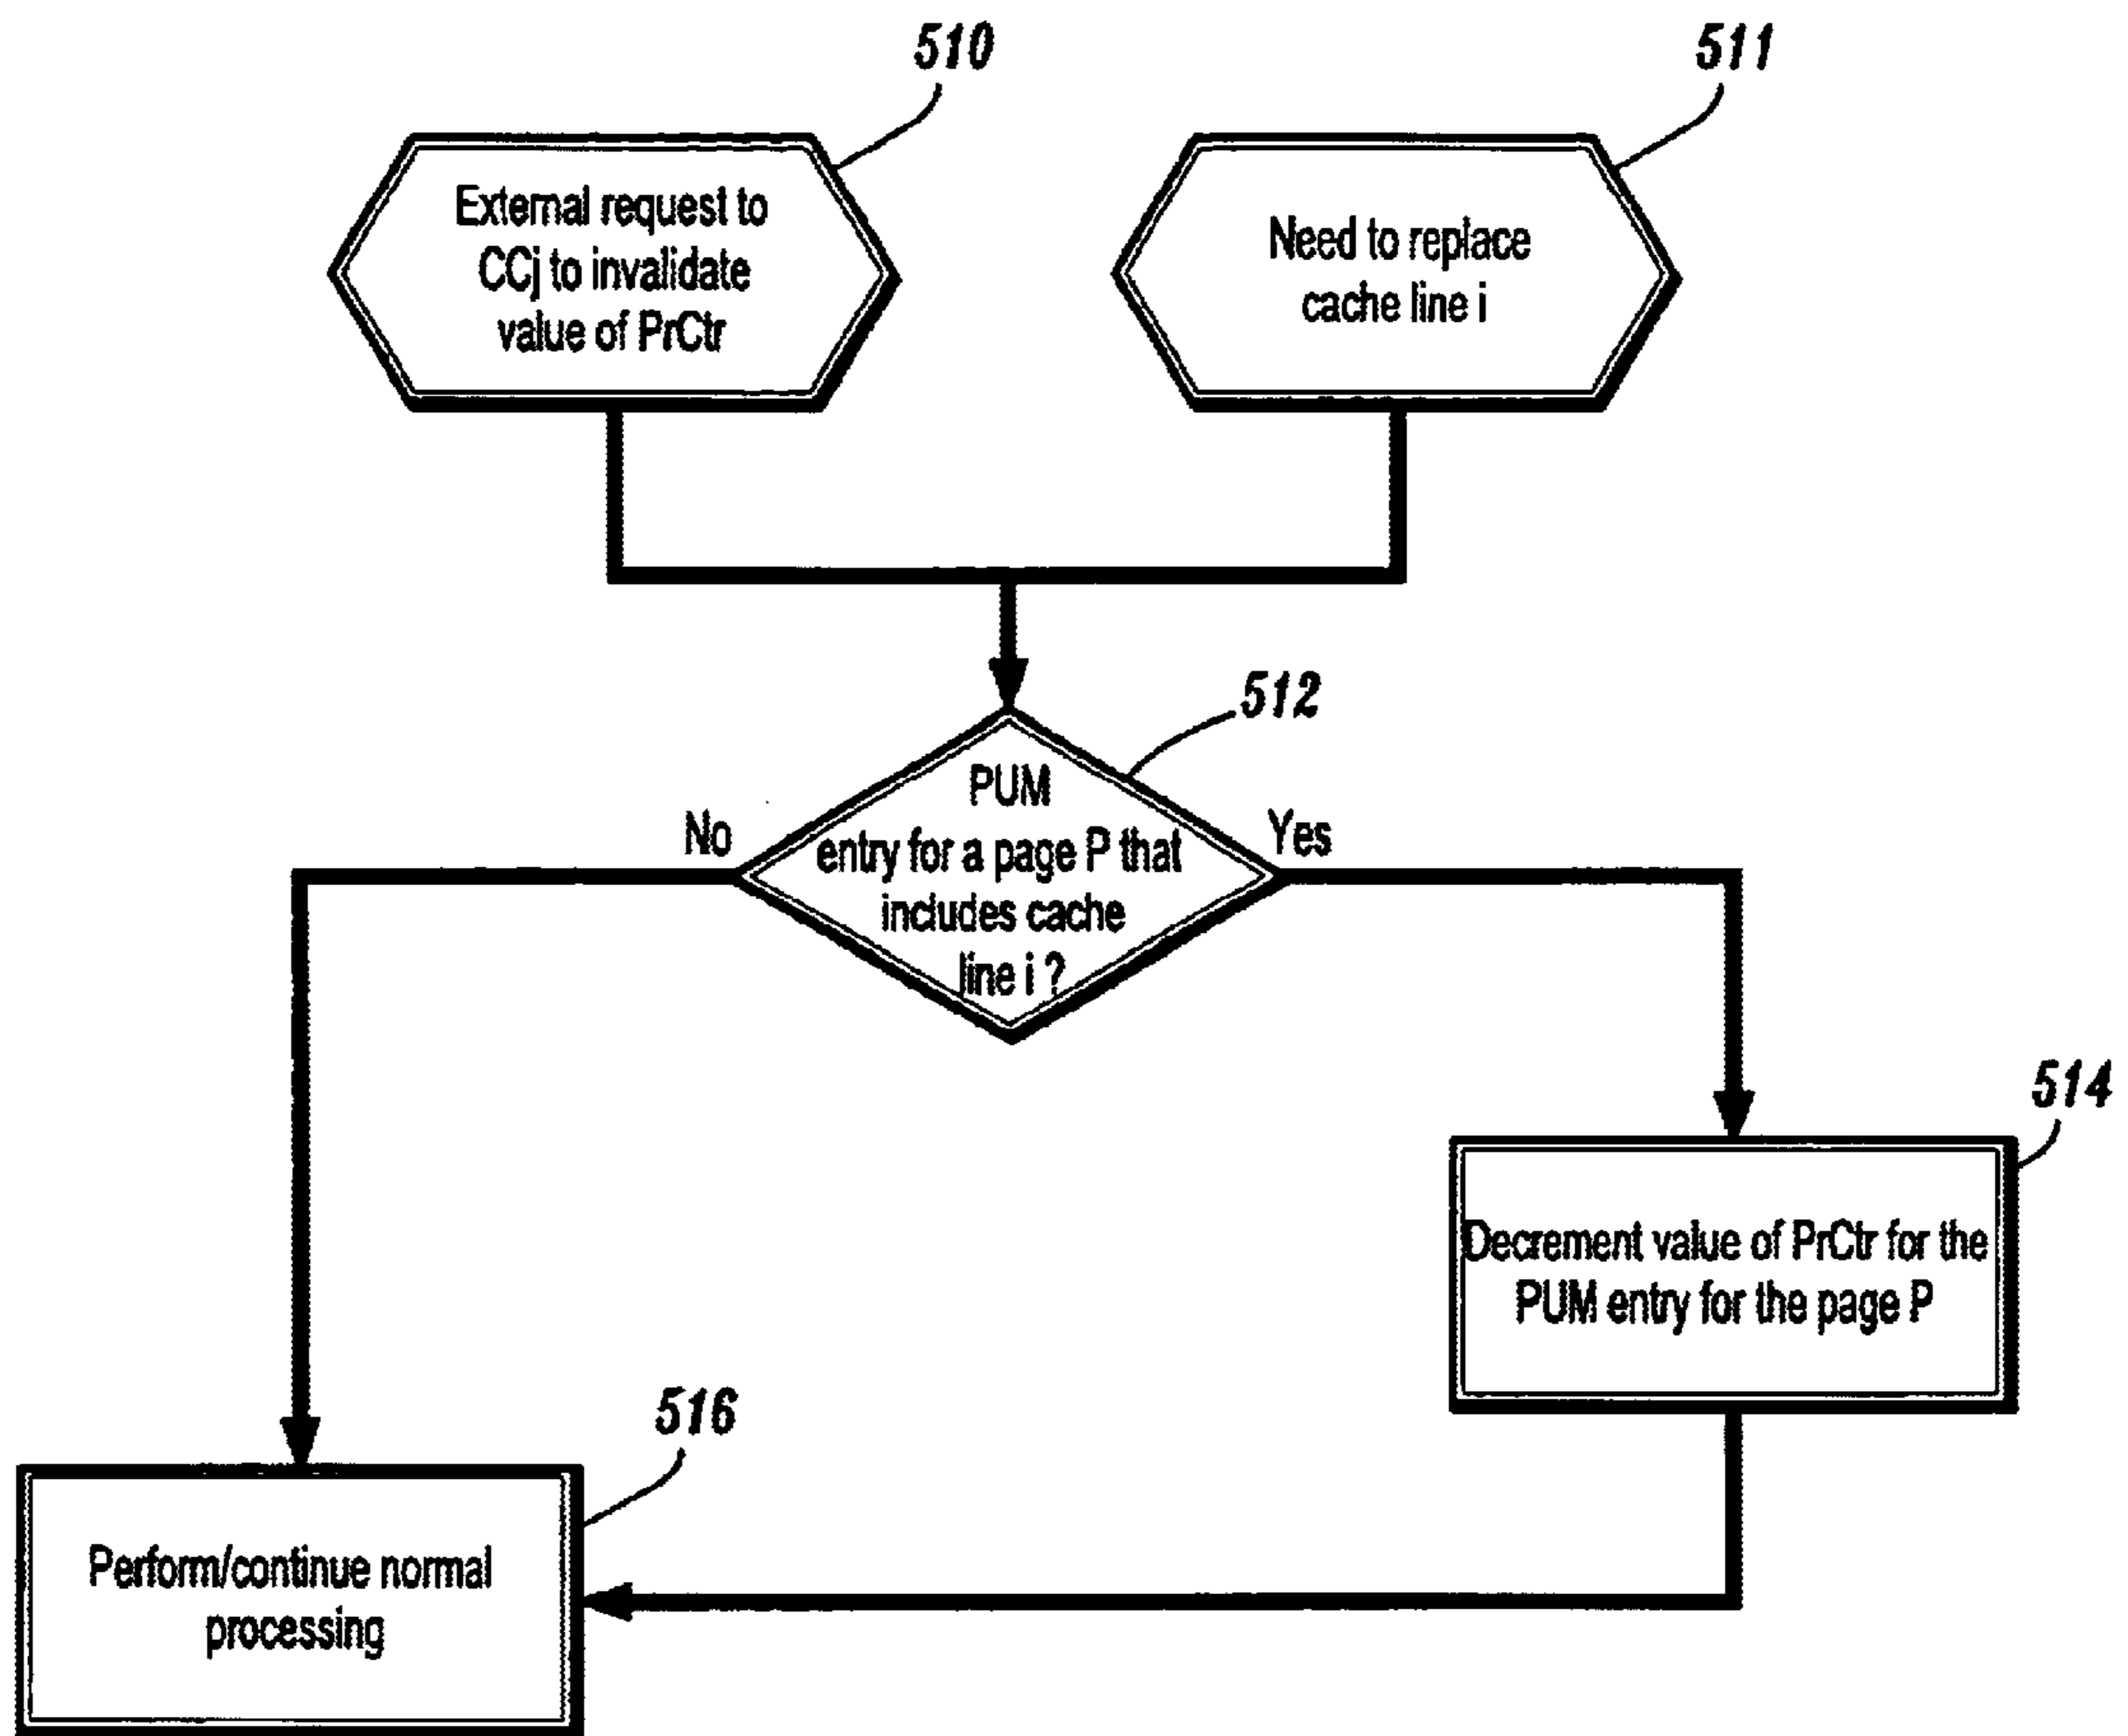 510
511
External request to
CCj to invalidate
value of PrCtr
Need to replace
cache line i
512
PUM
entry for a page P that
includes cache
line i ?
No
Yes
514
Decrement value of PrCtr for the
PUM entry for the page P
516
Perform/continue normal
processing